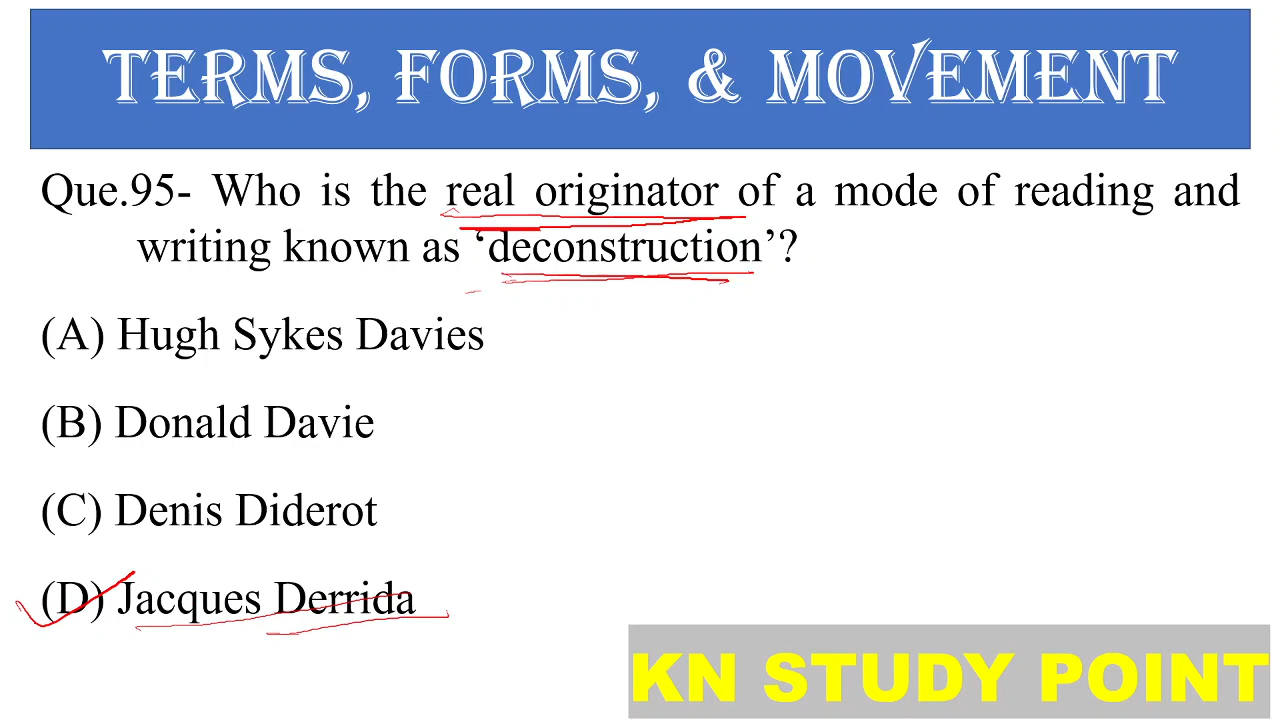 TERMS, FORMS, & MOVEMENT
Que.95- Who is the real originator of a mode of reading and
writing known as ‘deconstruction’?
(A) Hugh Sykes Davies
(B) Donald Davie
(C) Denis Diderot
(D) Jacques Derrida
KN STUDY POINT